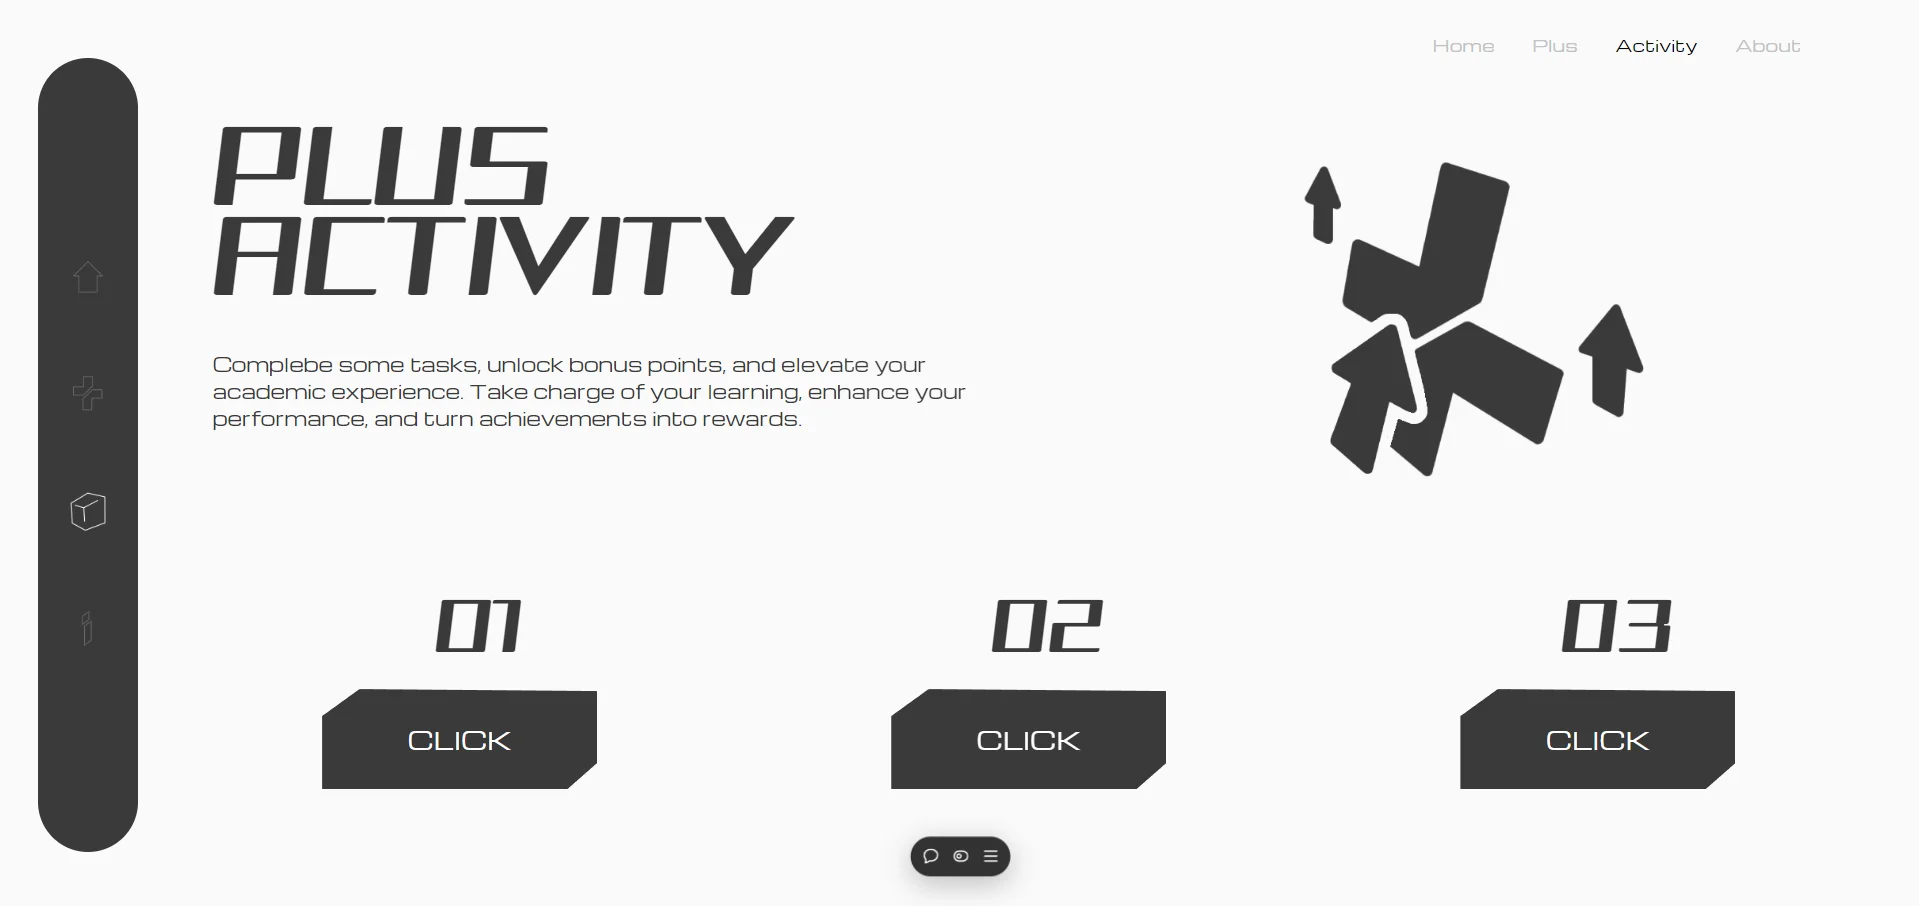 Home Plus Activity About
PLUS
ACTIVITY
Complebe some tasks, unlock bonus points, and elevate your
academic experience. Take charge of your learning, enhance your
performance, and turn achievements into rewards.
01 02 03
CLICK CLICK CLICK